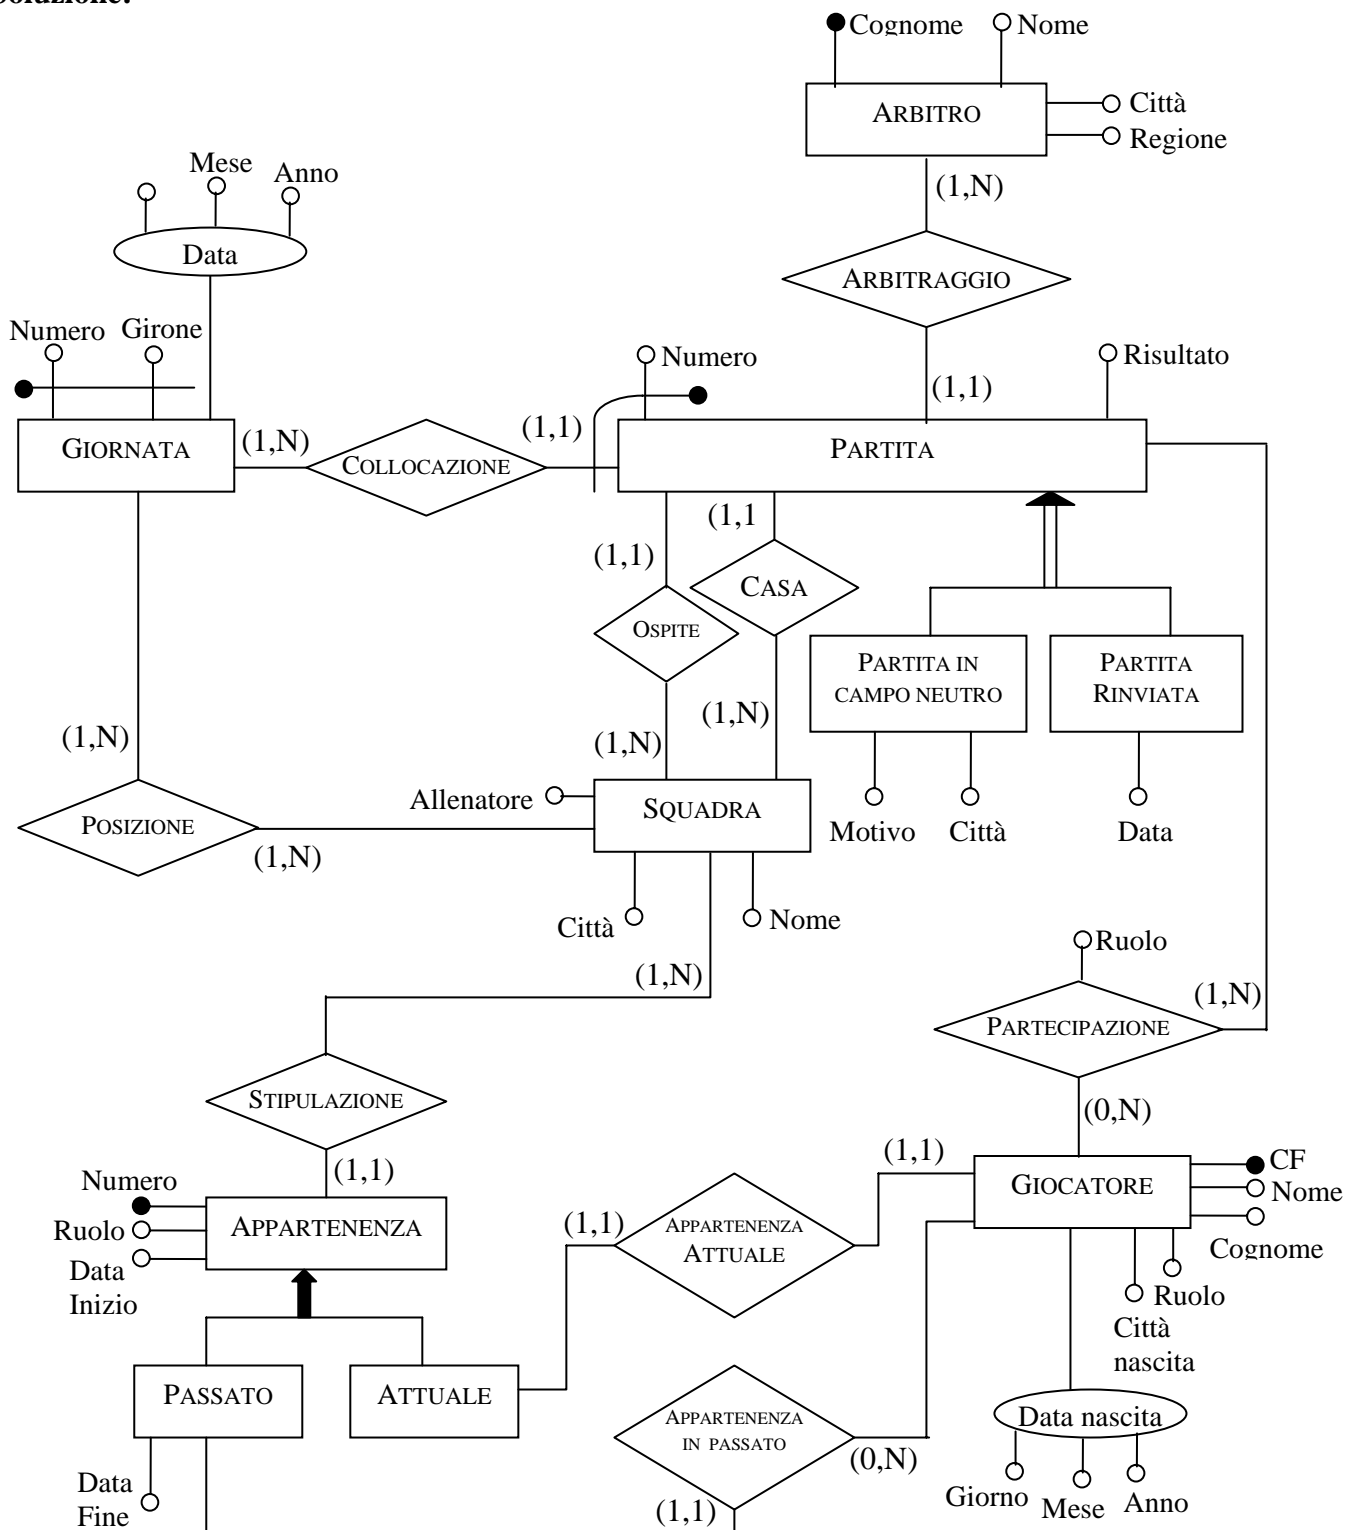 Soluzione:
Cognome
Nome
ARBITRO
Città
Regione
(1,N)
Mese
Anno
Data
ARBITRAGGIO
Numero
Girone
Numero
Risultato
(1,1)
GIORNATA
(1,N)
COLLOCAZIONE
(1,1)
PARTITA
(1,1
(1,1)
CASA
OSPITE
PARTITA IN
CAMPO NEUTRO
PARTITA
RINVIATA
(1,N)
(1,N)
(1,N)
Allenatore
SQUADRA
Motivo
Città
Data
POSIZIONE
(1,N)
Città
Nome
Ruolo
(1,N)
(1,N)
PARTECIPAZIONE
STIPULAZIONE
(0,N)
(1,1)
(1,1)
Numero
Ruolo
Data
Inizio
APPARTENENZA
(1,1)
APPARTENENZA
ATTUALE
GIOCATORE
CF
Nome
Cognome
Ruolo
Città
nascita
PASSATO
ATTUALE
APPARTENENZA
IN PASSATO
(0,N)
Data nascita
Giorno
Mese
Anno
Data
Fine
(1,1)